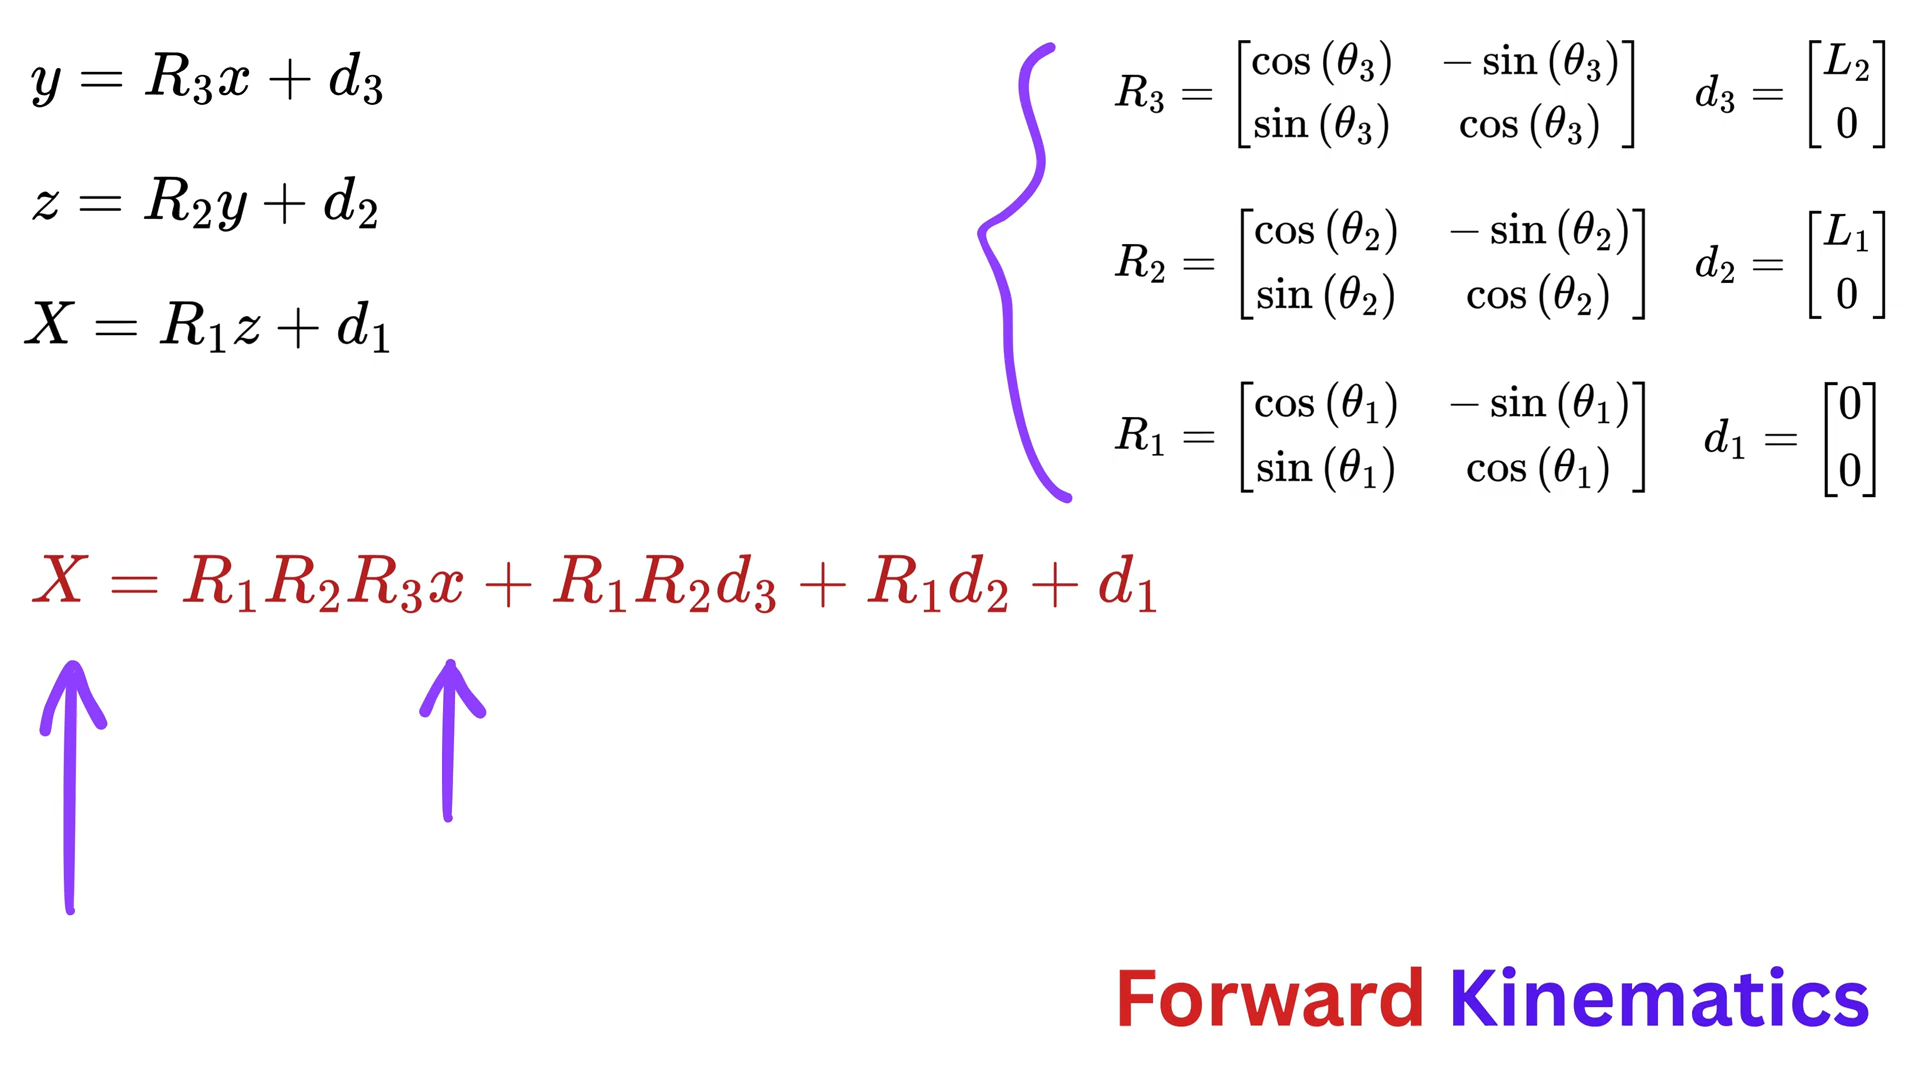 y = R₃x + d₃
z = R₂y + d₂
X = R₁z + d₁
R₃ = [cos (θ₃) − sin (θ₃)
sin (θ₃) cos (θ₃)] d₃ = [L₂
0]
R₂ = [cos (θ₂) − sin (θ₂)
sin (θ₂) cos (θ₂)] d₂ = [L₁
0]
R₁ = [cos (θ₁) − sin (θ₁)
sin (θ₁) cos (θ₁)] d₁ = [0
0]
X = R₁R₂R₃x + R₁R₂d₃ + R₁d₂ + d₁
Forward Kinematics